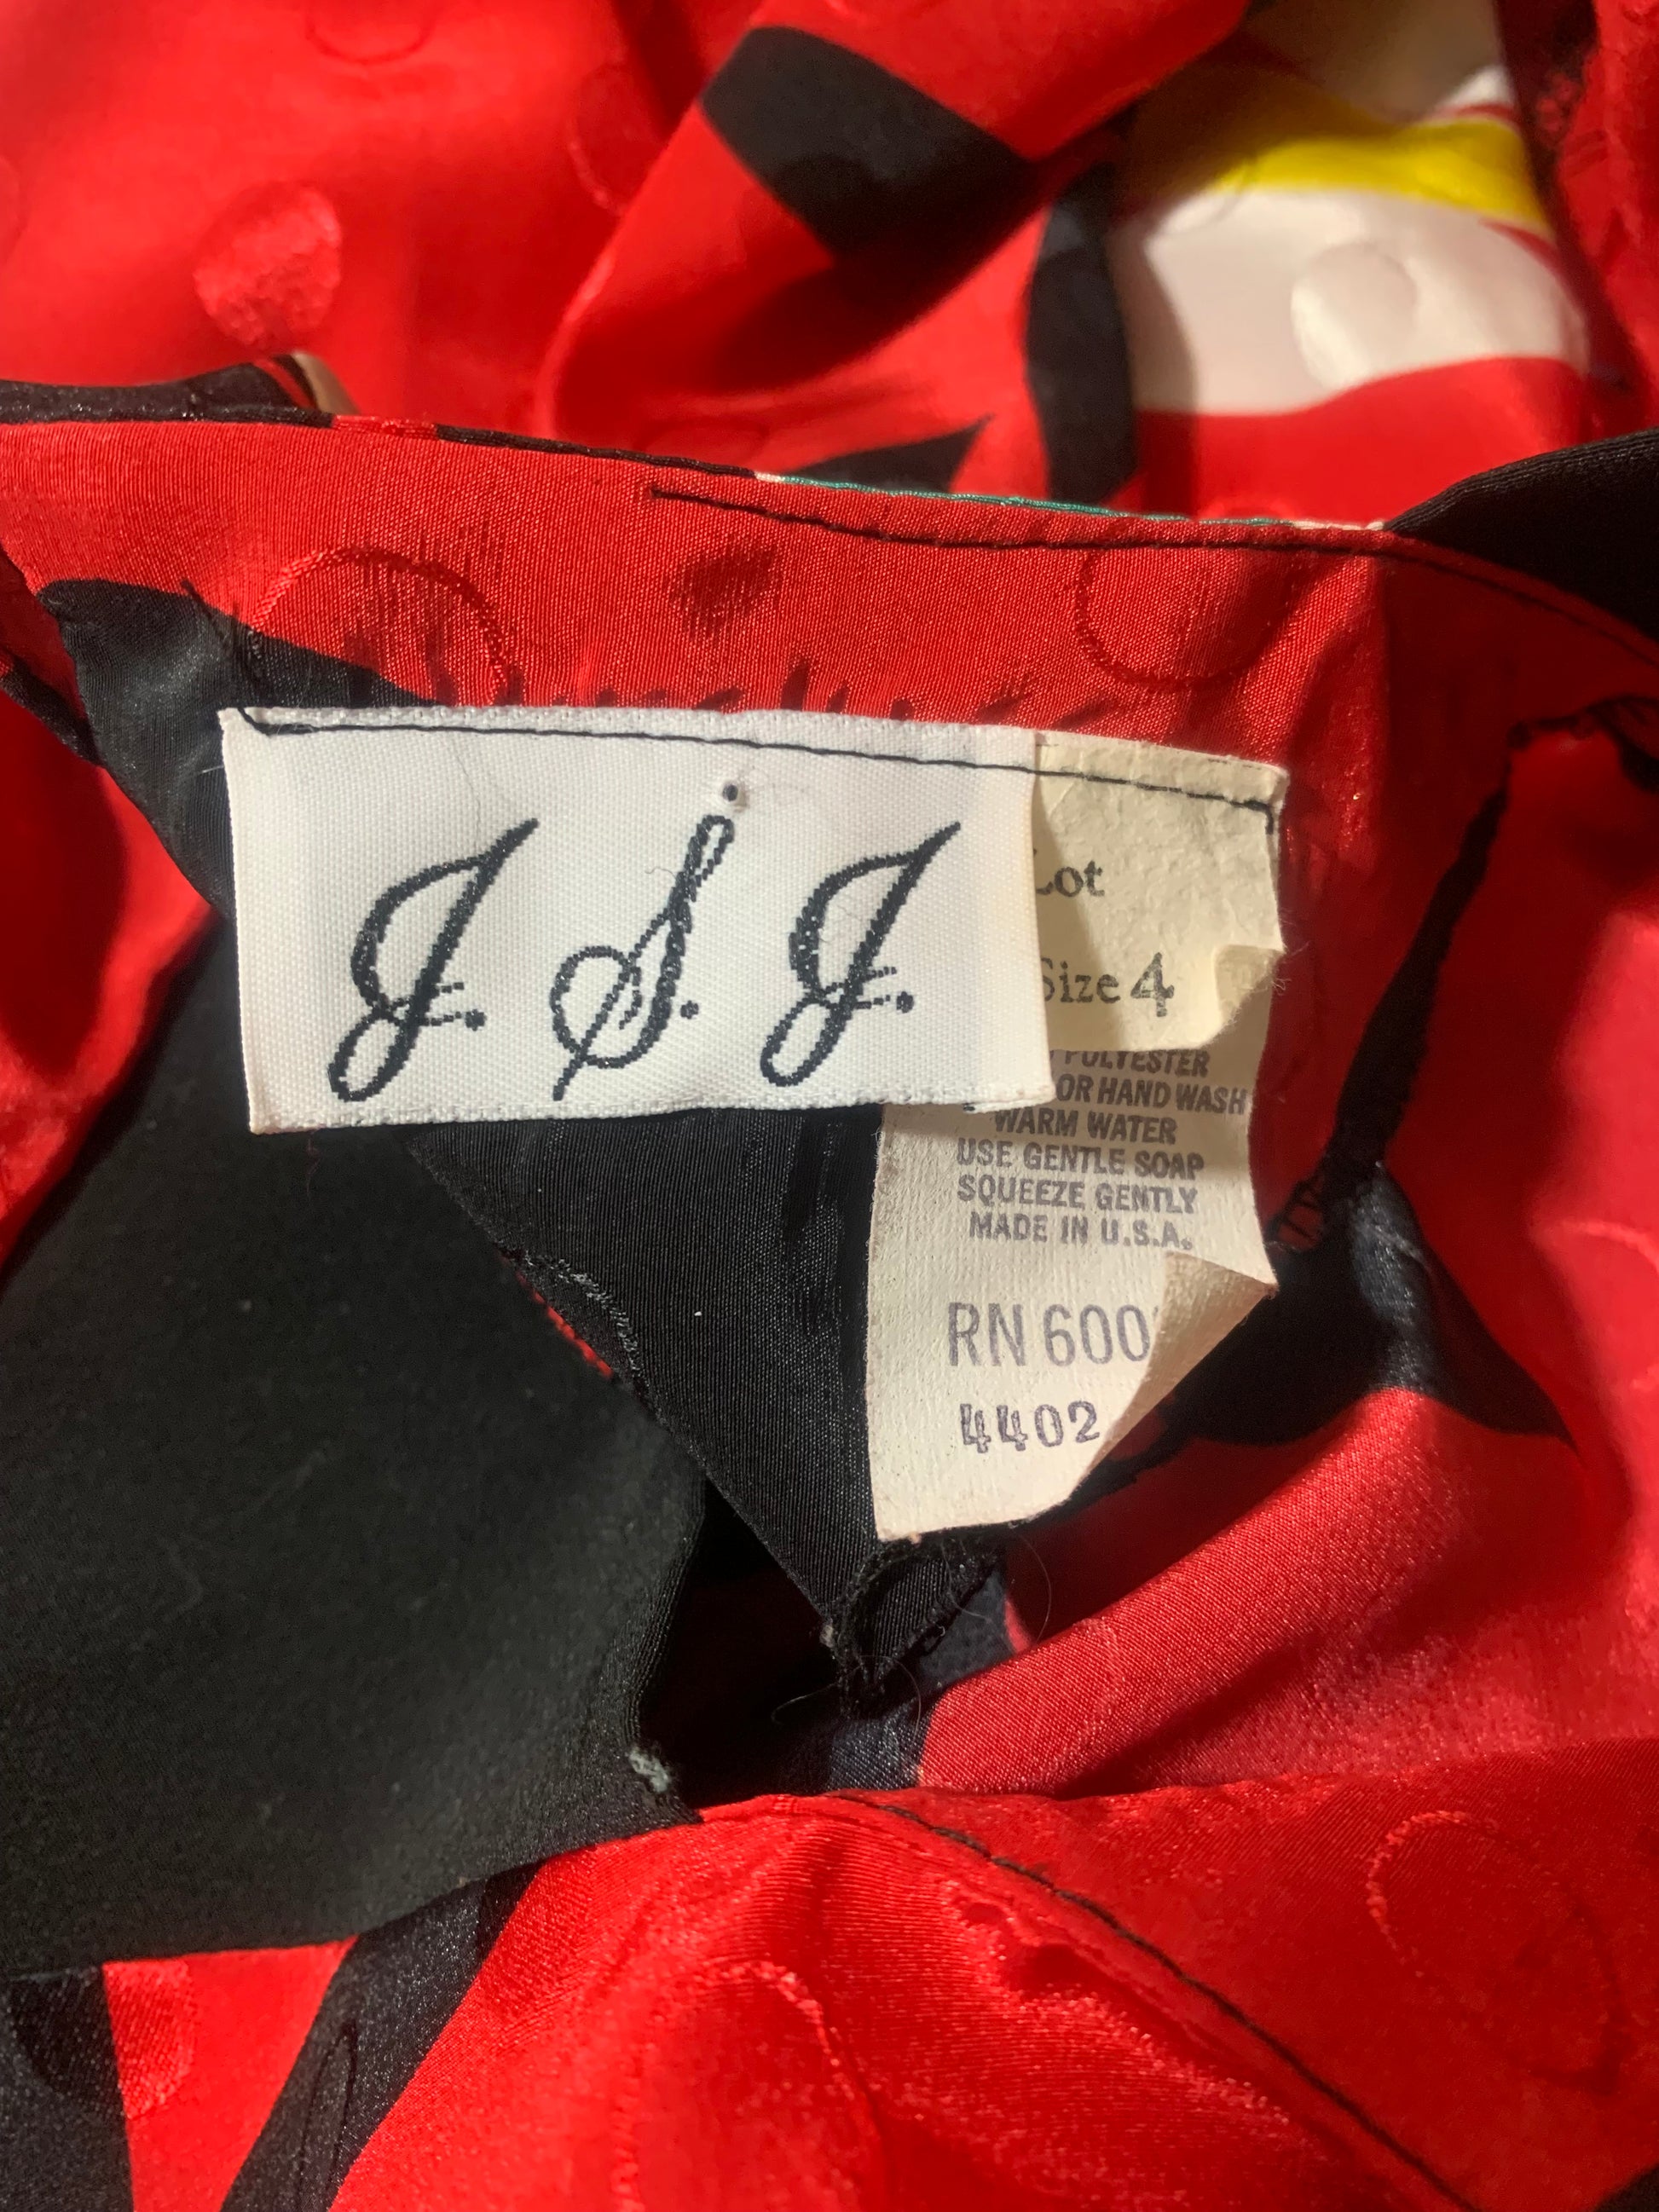 J. S. J.
Lot
Size 4
POLYESTER
OR HAND WASH
WARM WATER
USE GENTLE SOAP
SQUEEZE GENTLY
MADE IN U.S.A.
RN 600
4402